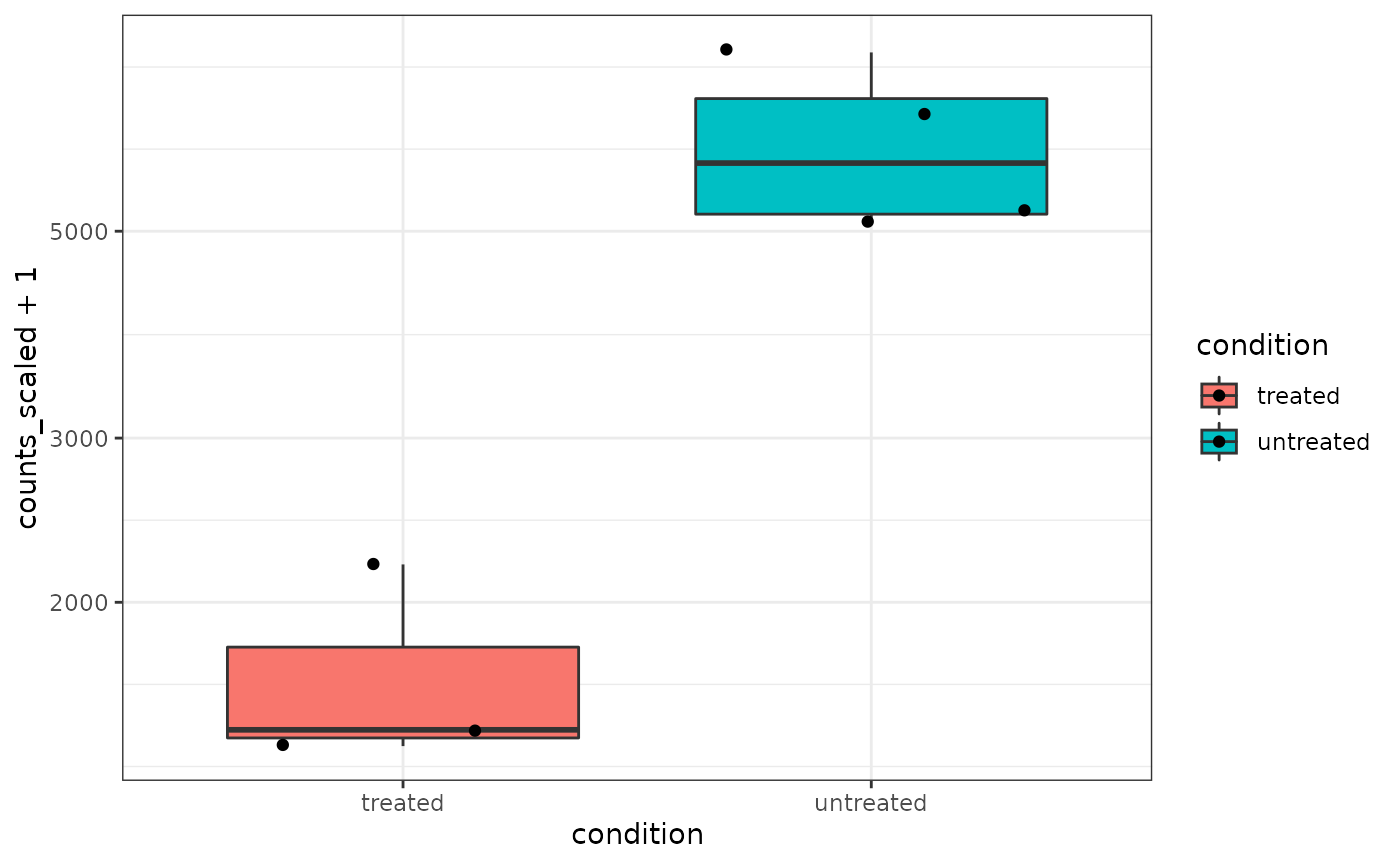 counts_scaled + 1
5000
3000
2000
treated
untreated
condition
condition
treated
untreated